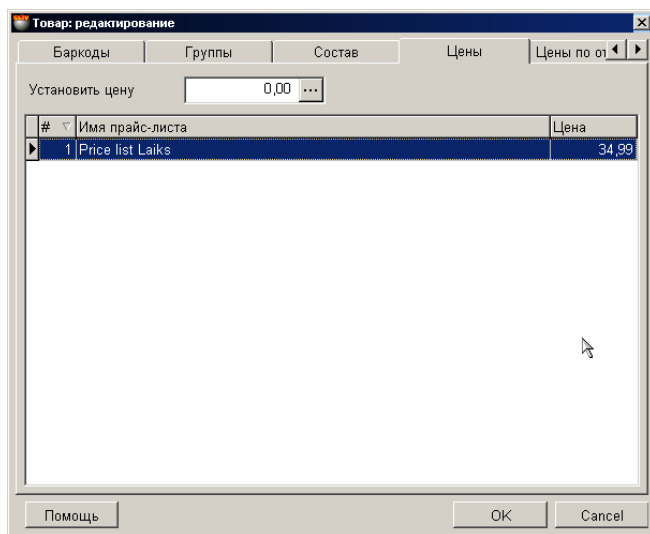 Товар: редактирование
Баркоды Группы Состав Цены Цены по от
Установить цену 0,00 ...
# Имя прайс-листа Цена
1 Price list Laiks 34,99
Помощь OK Cancel